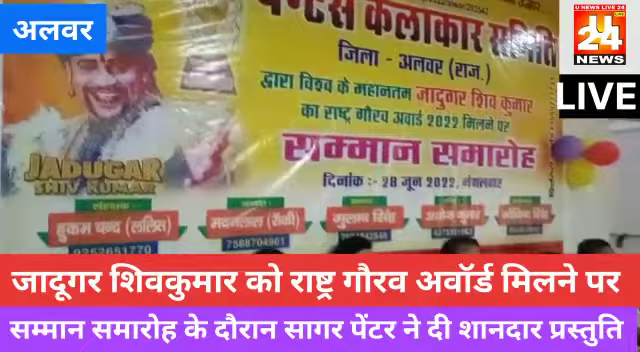 अलवर
U NEWS LIVE 24
24
NEWS
LIVE
कलाकार समिति
जिला - अलवर (राज.)
द्वारा विश्व के महानतम जादुगर शिव कुमार
का राष्ट्र गौरव अवार्ड 2022 मिलने पर
सम्मान समारोह
दिनांक :- 28 जून 2022, मंगलवार
JADUGAR
SHIV KUMAR
हुकम चन्द (ललित)
मदनलाल (सैनी)
गुलाब सिंह
7568704961
जादूगर शिवकुमार को राष्ट्र गौरव अवॉर्ड मिलने पर
सम्मान समारोह के दौरान सागर पेंटर ने दी शानदार प्रस्तुति